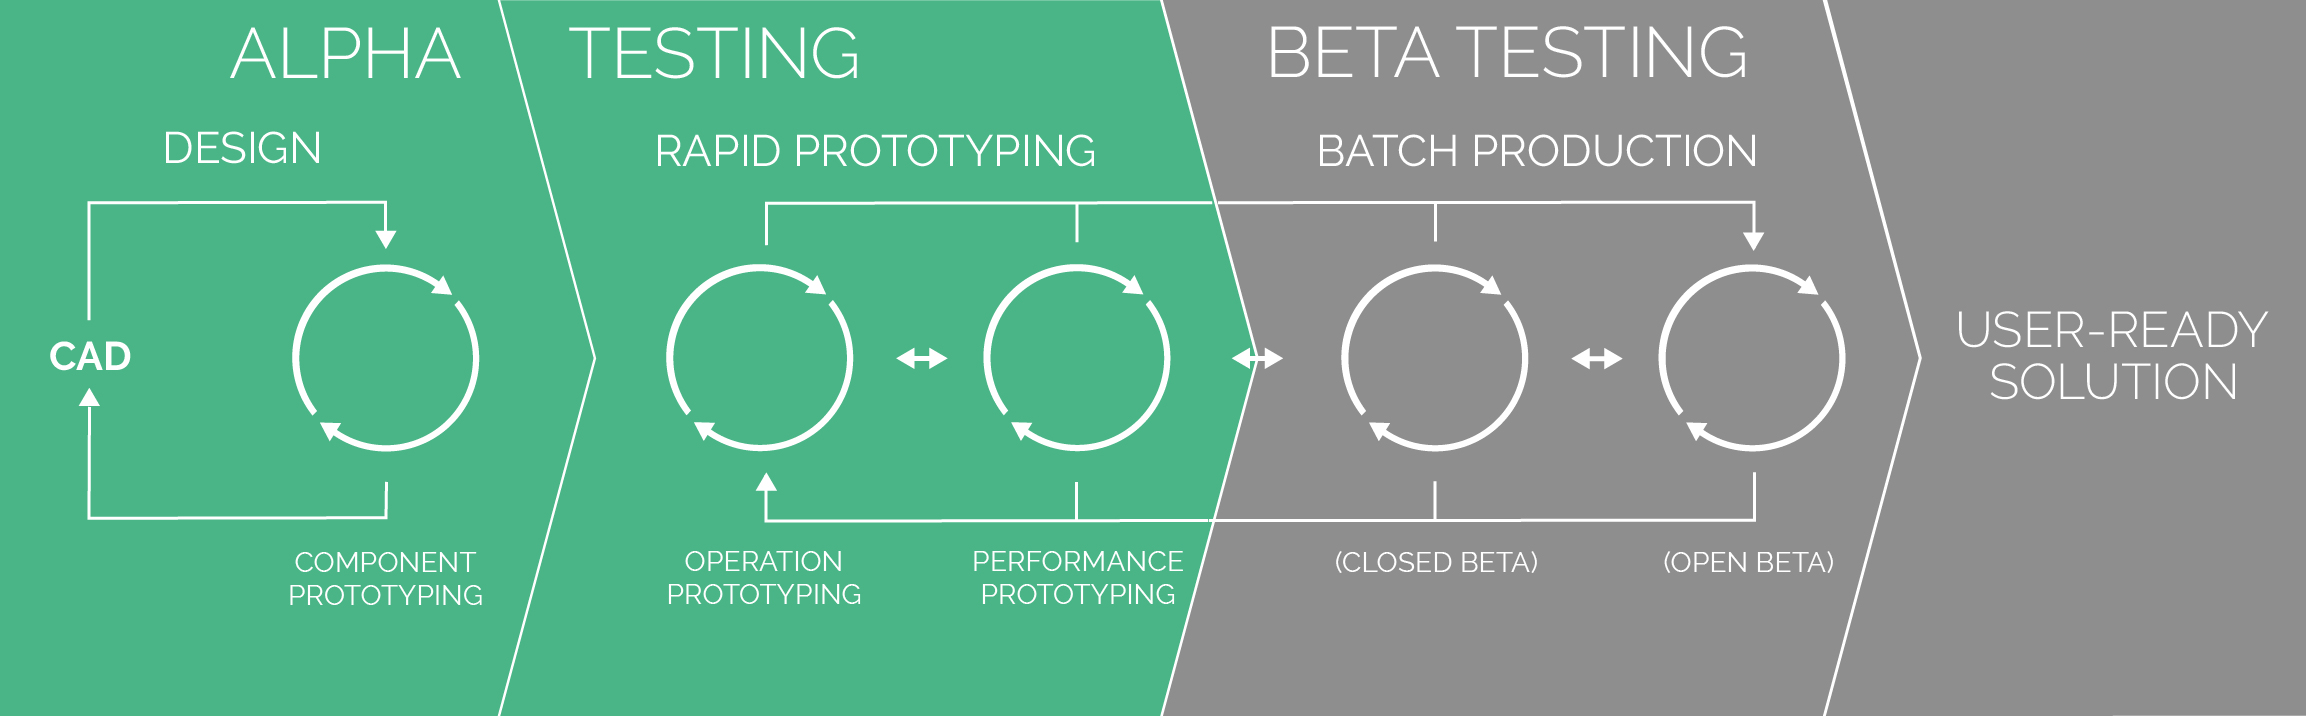 ALPHA TESTING
BETA TESTING
DESIGN
RAPID PROTOTYPING
BATCH PRODUCTION
CAD
USER-READY
SOLUTION
COMPONENT
PROTOTYPING
OPERATION
PROTOTYPING
PERFORMANCE
PROTOTYPING
(CLOSED BETA)
(OPEN BETA)